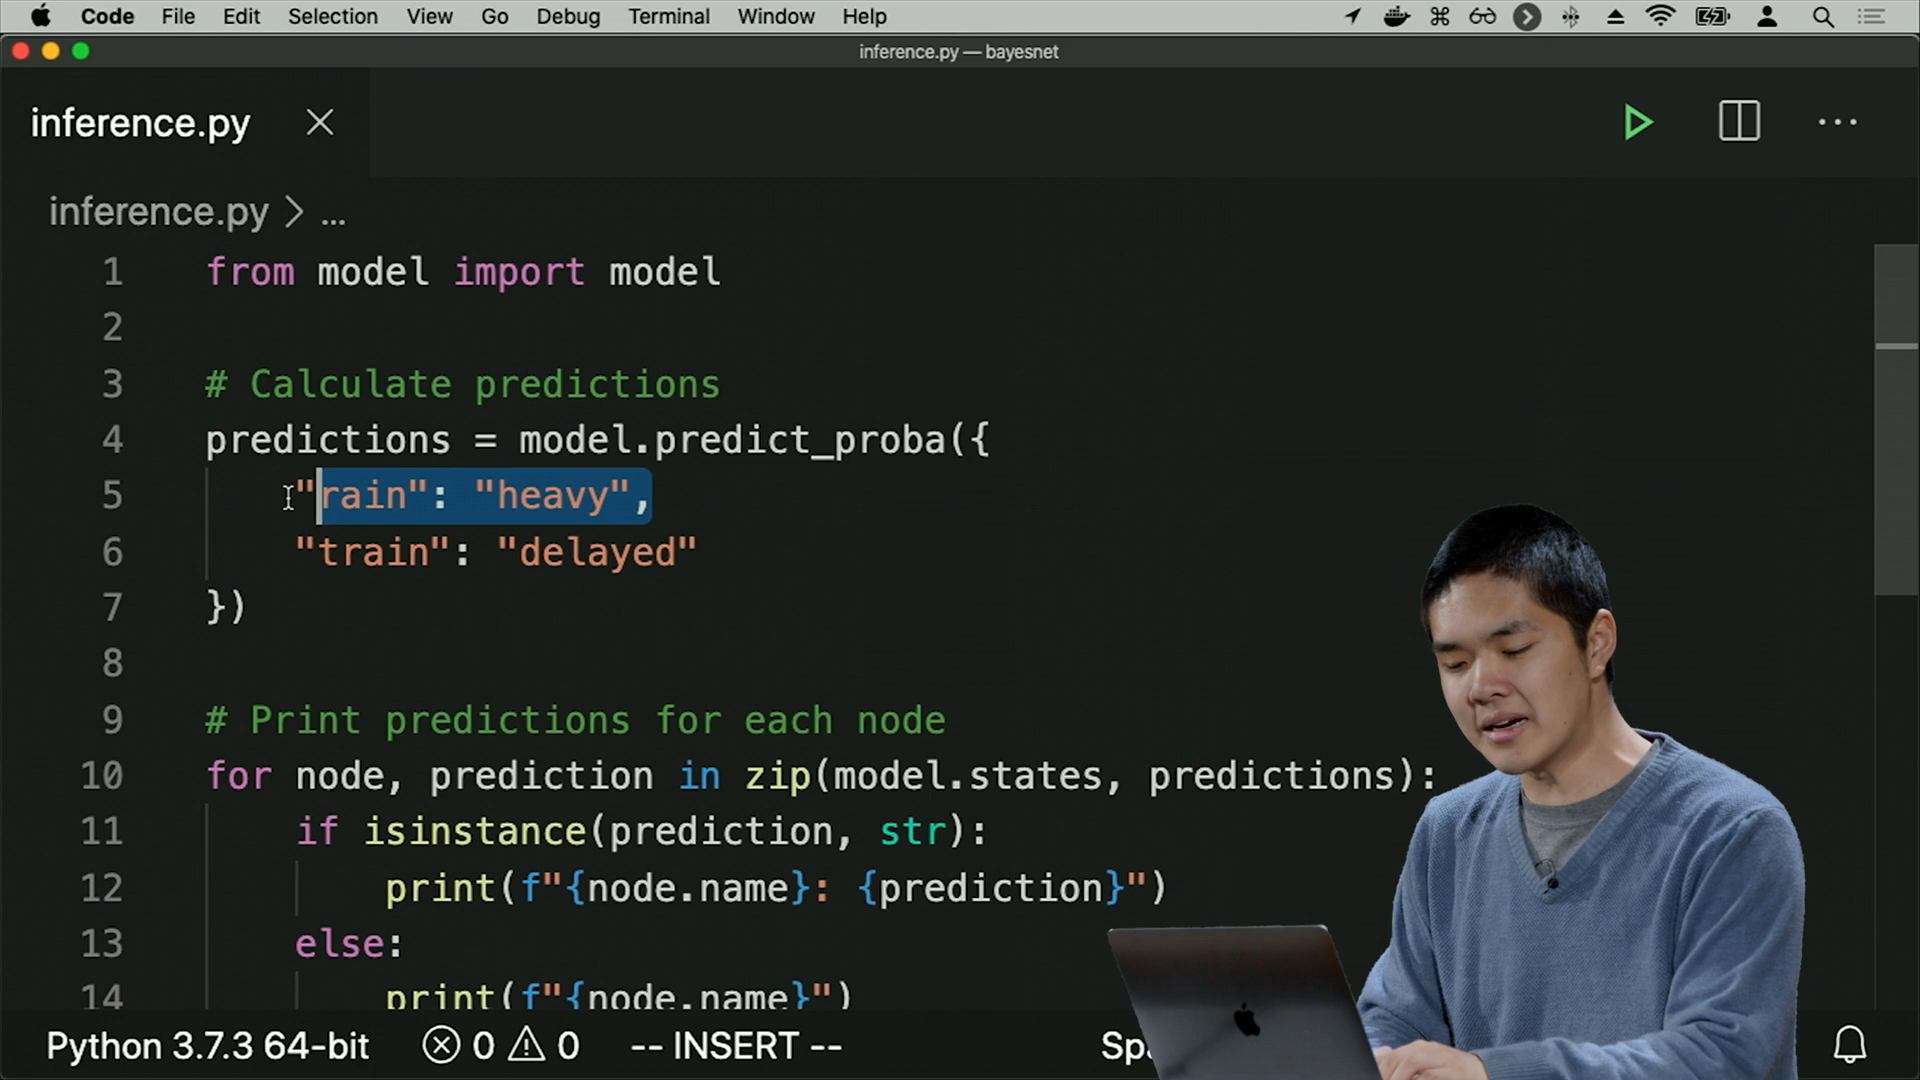 Code File Edit Selection View Go Debug Terminal Window Help
inference.py — bayesnet
inference.py
inference.py > ...
1 from model import model
2
3 # Calculate predictions
4 predictions = model.predict_proba({
5 "rain": "heavy",
6 "train": "delayed"
7 })
8
9 # Print predictions for each node
10 for node, prediction in zip(model.states, predictions):
11 if isinstance(prediction, str):
12 print(f"{node.name}: {prediction}")
13 else:
14 print(f"{node.name}")
Python 3.7.3 64-bit 0 0 -- INSERT -- Spa